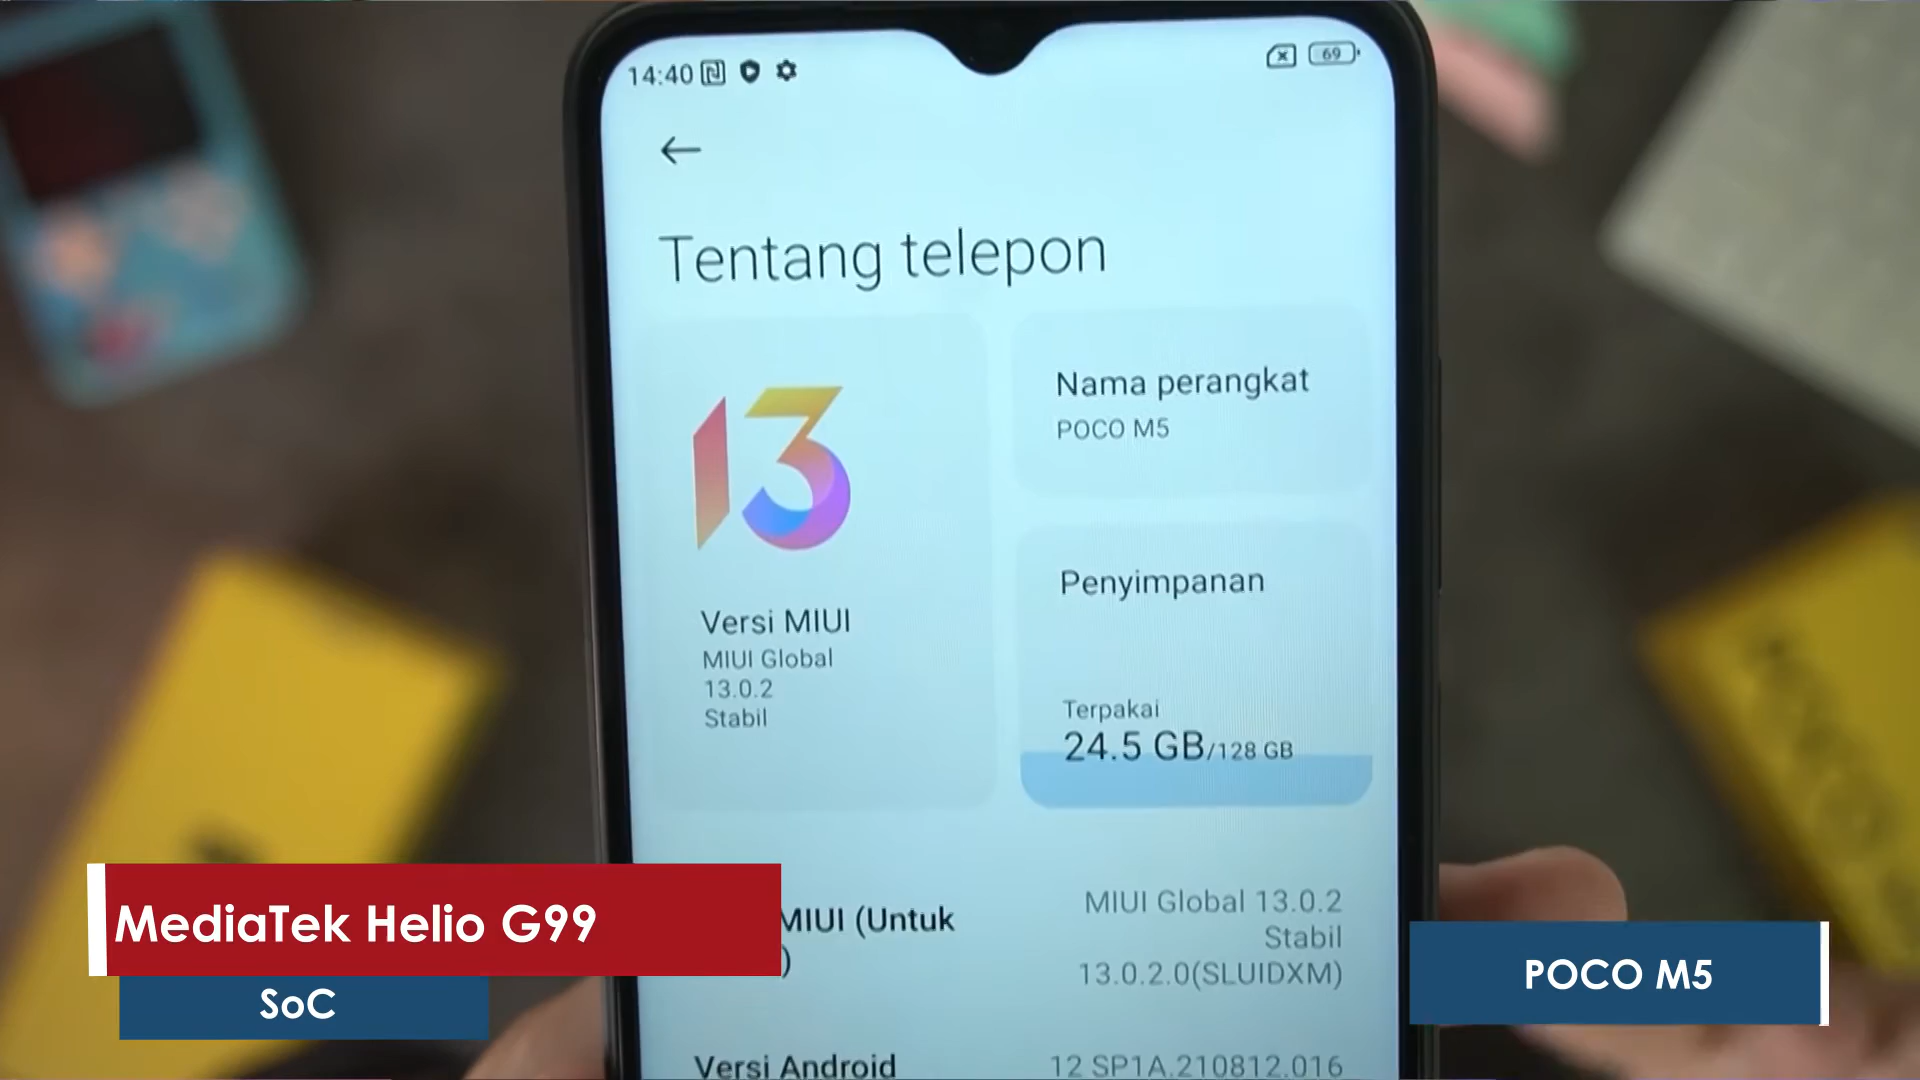 14:40
69
Tentang telepon
13
Nama perangkat
POCO M5
Versi MIUI
MIUI Global
13.0.2
Stabil
Penyimpanan
Terpakai
24.5 GB/128 GB
MIUI (Untuk
)
MIUI Global 13.0.2
Stabil
13.0.2.0(SLUIDXM)
Versi Android
12 SP1A.210812.016
MediaTek Helio G99
SoC
POCO M5